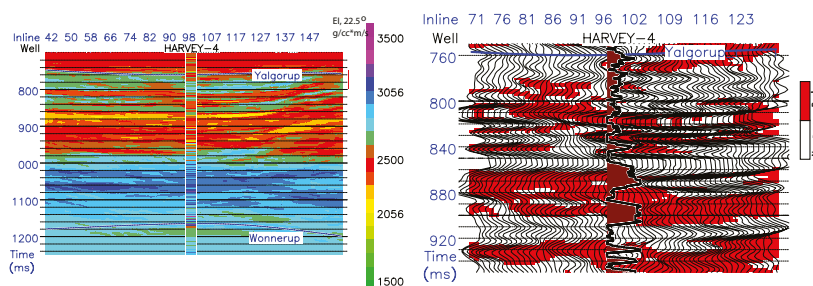 EI, 22.5°
g/cc*m/s
Inline 42 50 58 66 74 82 90 98 107 117 127 137 147
Well HARVEY-4
3500
3056
2500
2056
1500
Yalgorup
800
900
000
1100
1200
Wonnerup
Time
(ms)
Inline 71 76 81 86 91 96 102 109 116 123
Well HARVEY-4
Yalgorup
760
800
840
880
920
Time
(ms)